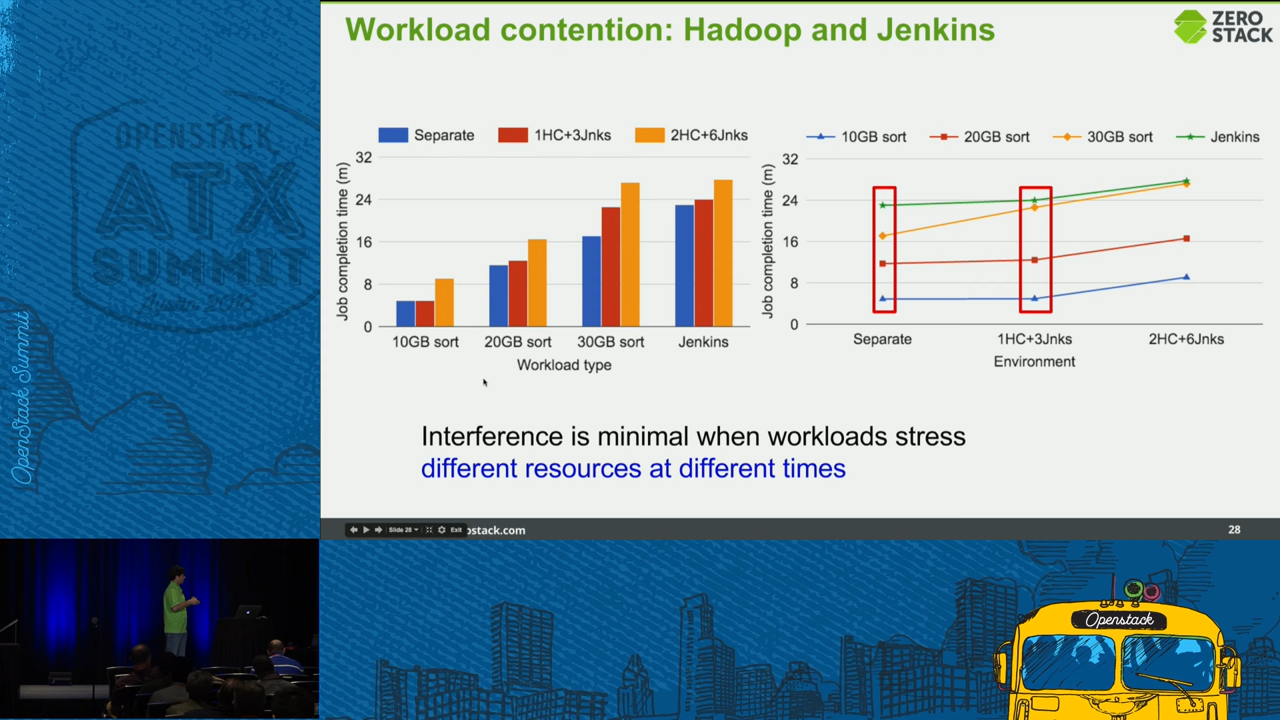 Workload contention: Hadoop and Jenkins
ZERO
STACK
OPENSTACK
ATX
SUMMIT
Austin 2016
OpenStack Summit
Separate
1HC+3Jnks
2HC+6Jnks
Job completion time (m)
32
24
16
8
0
10GB sort
20GB sort
30GB sort
Jenkins
Workload type
10GB sort
20GB sort
30GB sort
Jenkins
Job completion time (m)
32
24
16
8
0
Separate
1HC+3Jnks
2HC+6Jnks
Environment
Interference is minimal when workloads stress
different resources at different times
Slide 28
Exit
ostack.com
28
Openstack